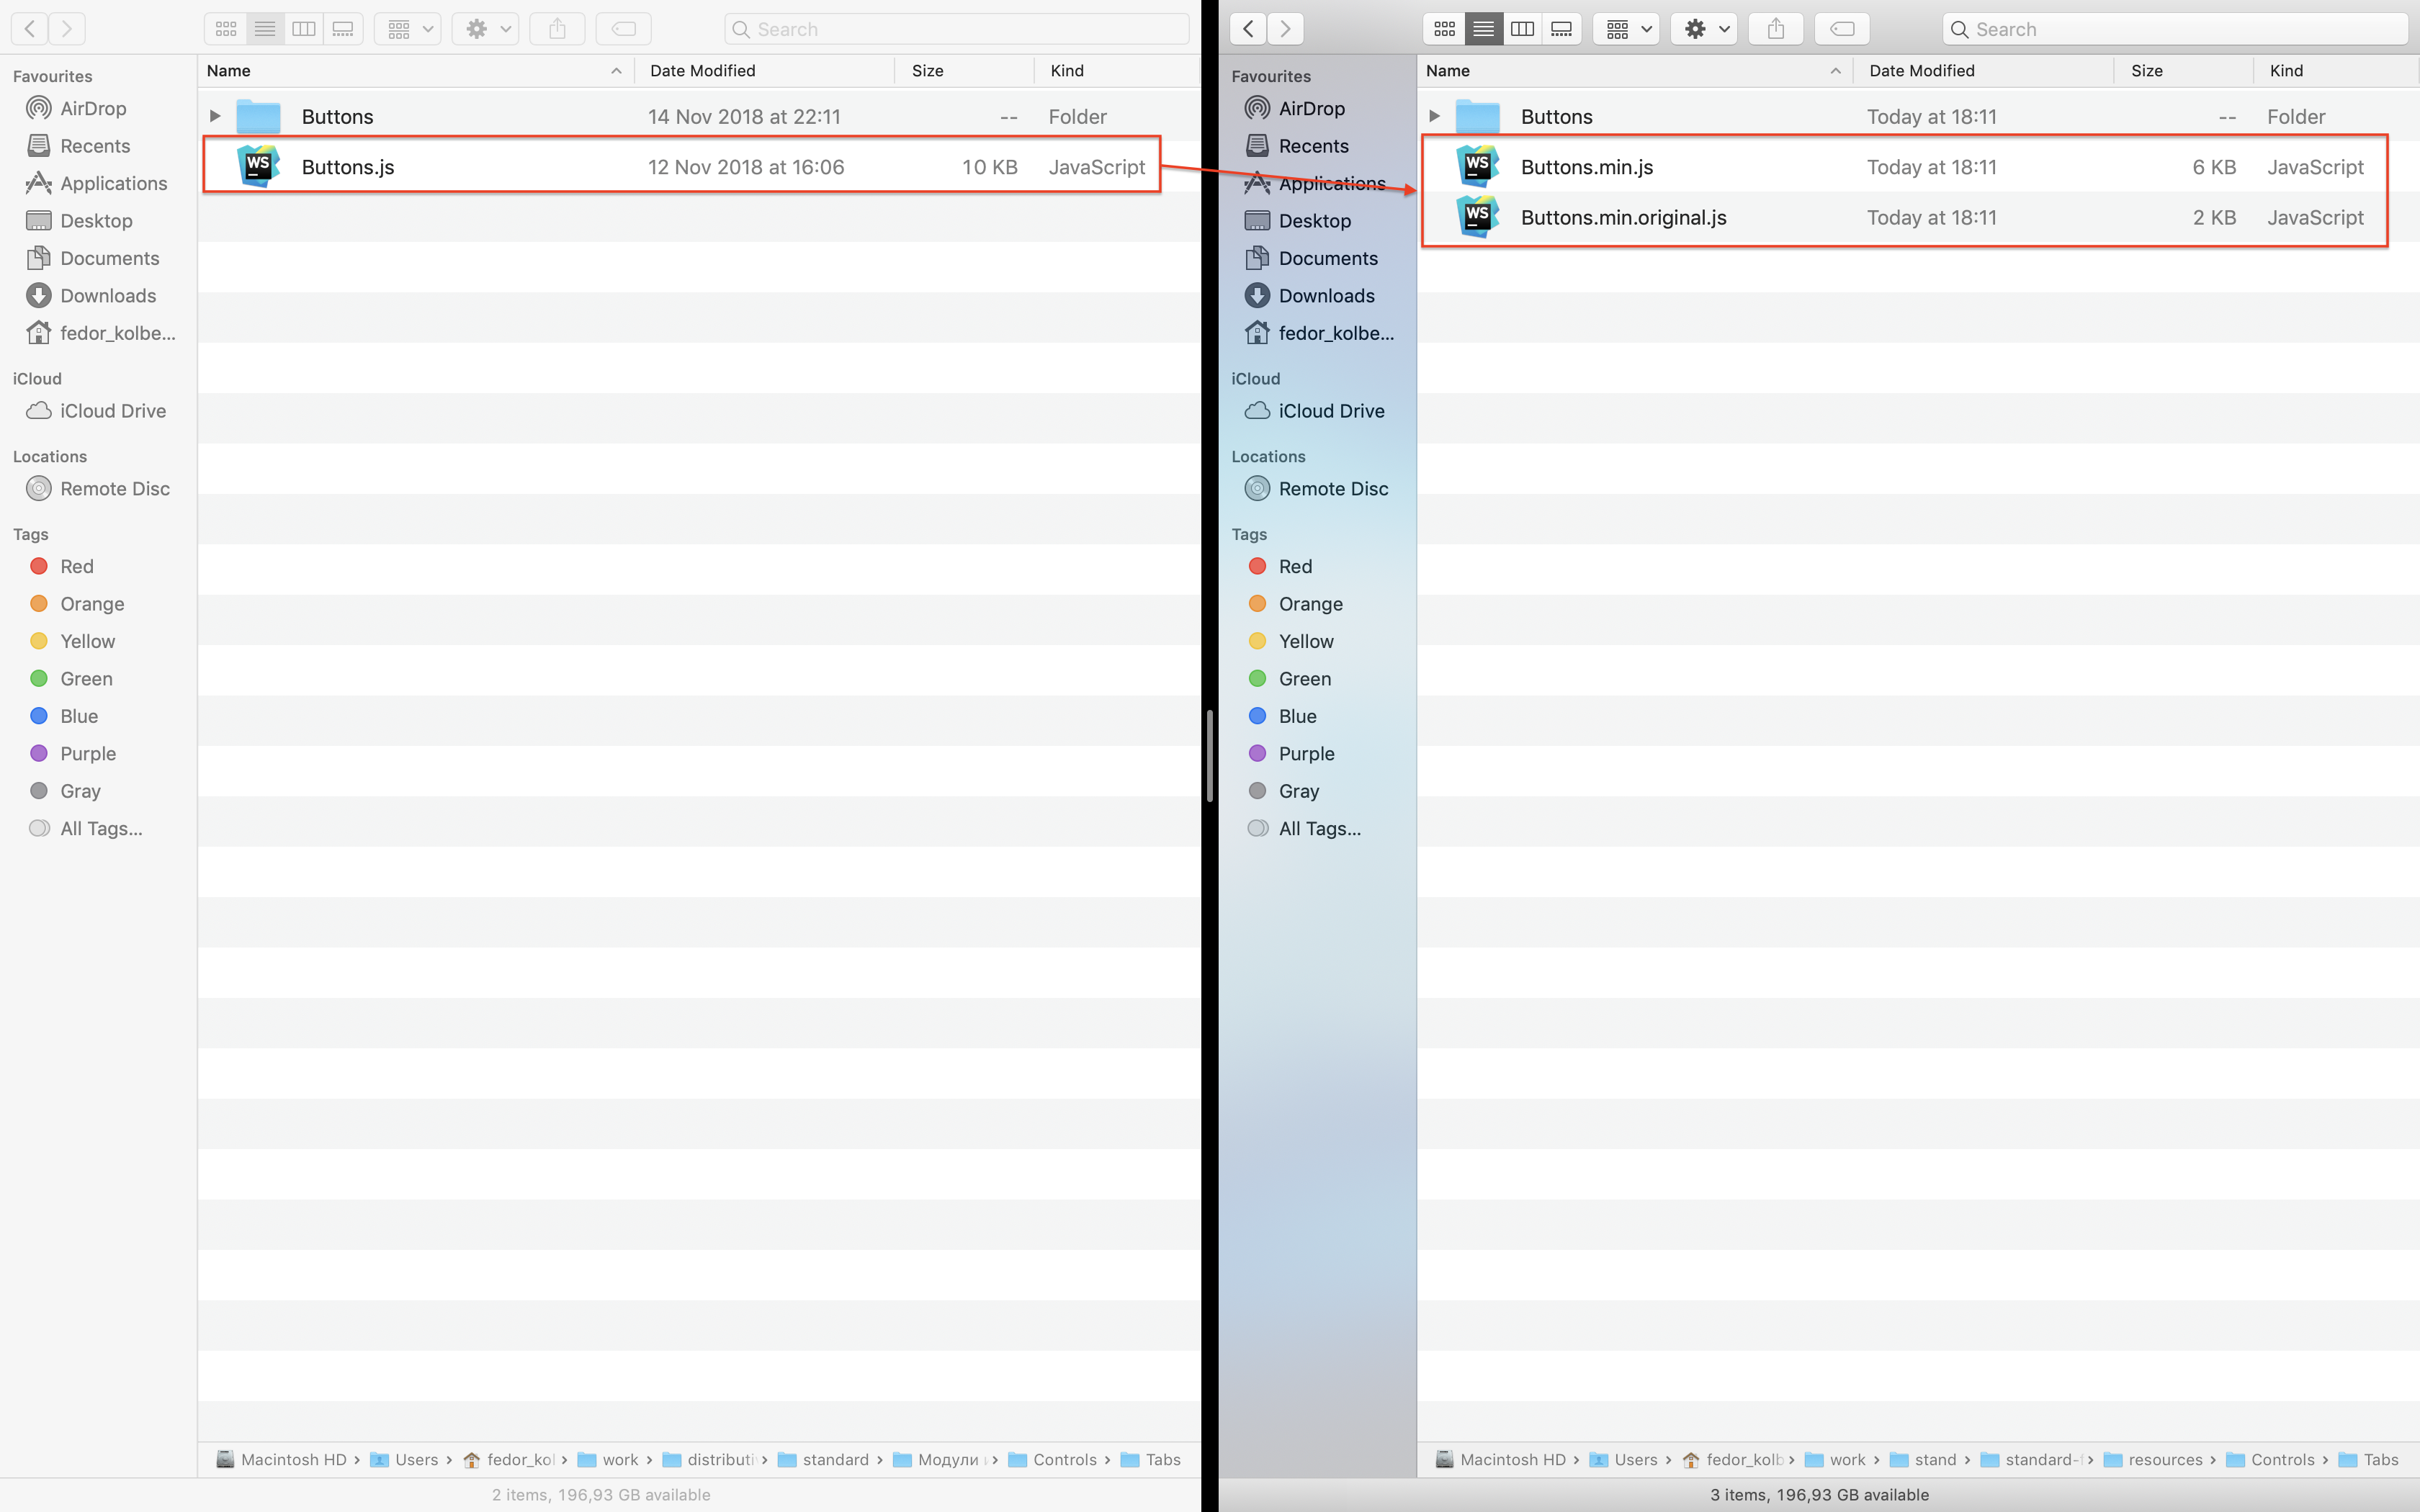 Search
Favourites
AirDrop
Recents
Applications
Desktop
Documents
Downloads
fedor_kolbe...
iCloud
iCloud Drive
Locations
Remote Disc
Tags
Red
Orange
Yellow
Green
Blue
Purple
Gray
All Tags...
Name Date Modified Size Kind
Buttons 14 Nov 2018 at 22:11 -- Folder
WS Buttons.js 12 Nov 2018 at 16:06 10 KB JavaScript
Macintosh HD › Users › fedor_kol › work › distributi › standard › Модули › Controls › Tabs
2 items, 196,93 GB available
Search
Favourites
AirDrop
Recents
Applications
Desktop
Documents
Downloads
fedor_kolbe...
iCloud
iCloud Drive
Locations
Remote Disc
Tags
Red
Orange
Yellow
Green
Blue
Purple
Gray
All Tags...
Name Date Modified Size Kind
Buttons Today at 18:11 -- Folder
WS Buttons.min.js Today at 18:11 6 KB JavaScript
WS Buttons.min.original.js Today at 18:11 2 KB JavaScript
Macintosh HD › Users › fedor_kolb › work › stand › standard- › resources › Controls › Tabs
3 items, 196,93 GB available